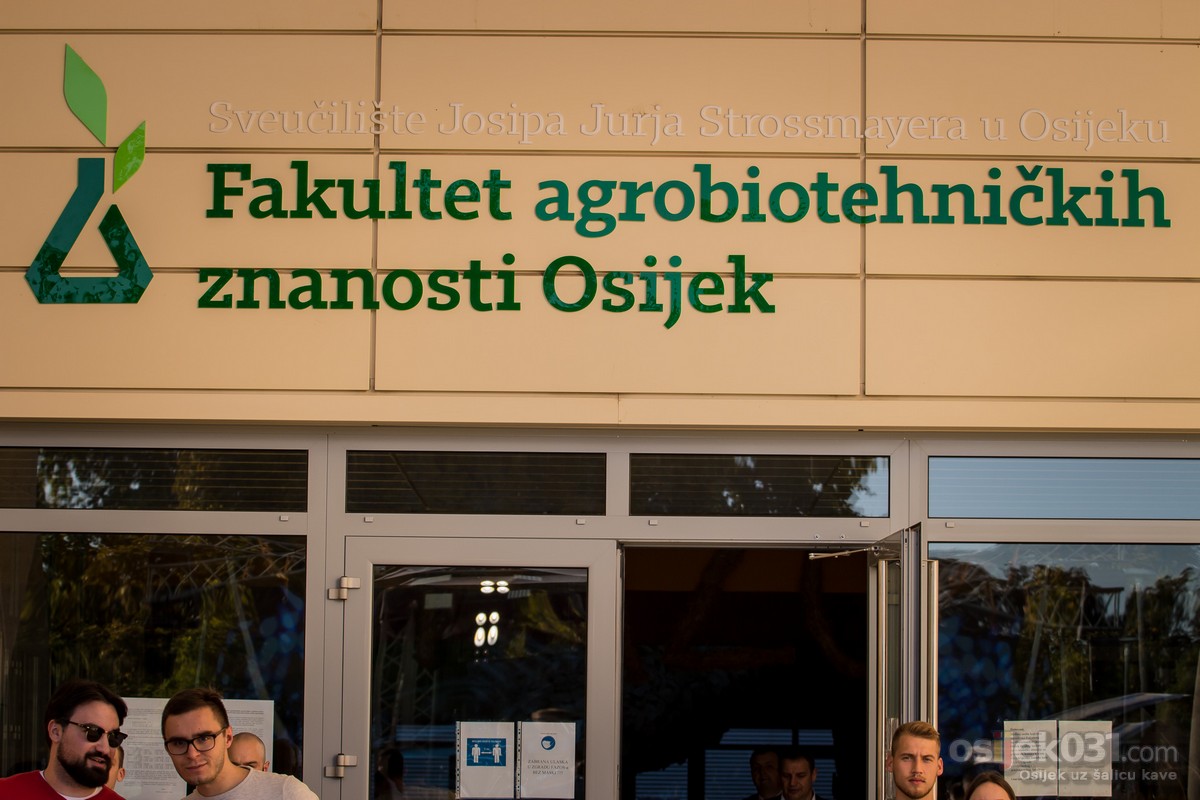 Sveučilište Josipa Jurja Strossmayera u Osijeku
Fakultet agrobiotehničkih
znanosti Osijek
osijek031.com
Osijek uz šalicu kave